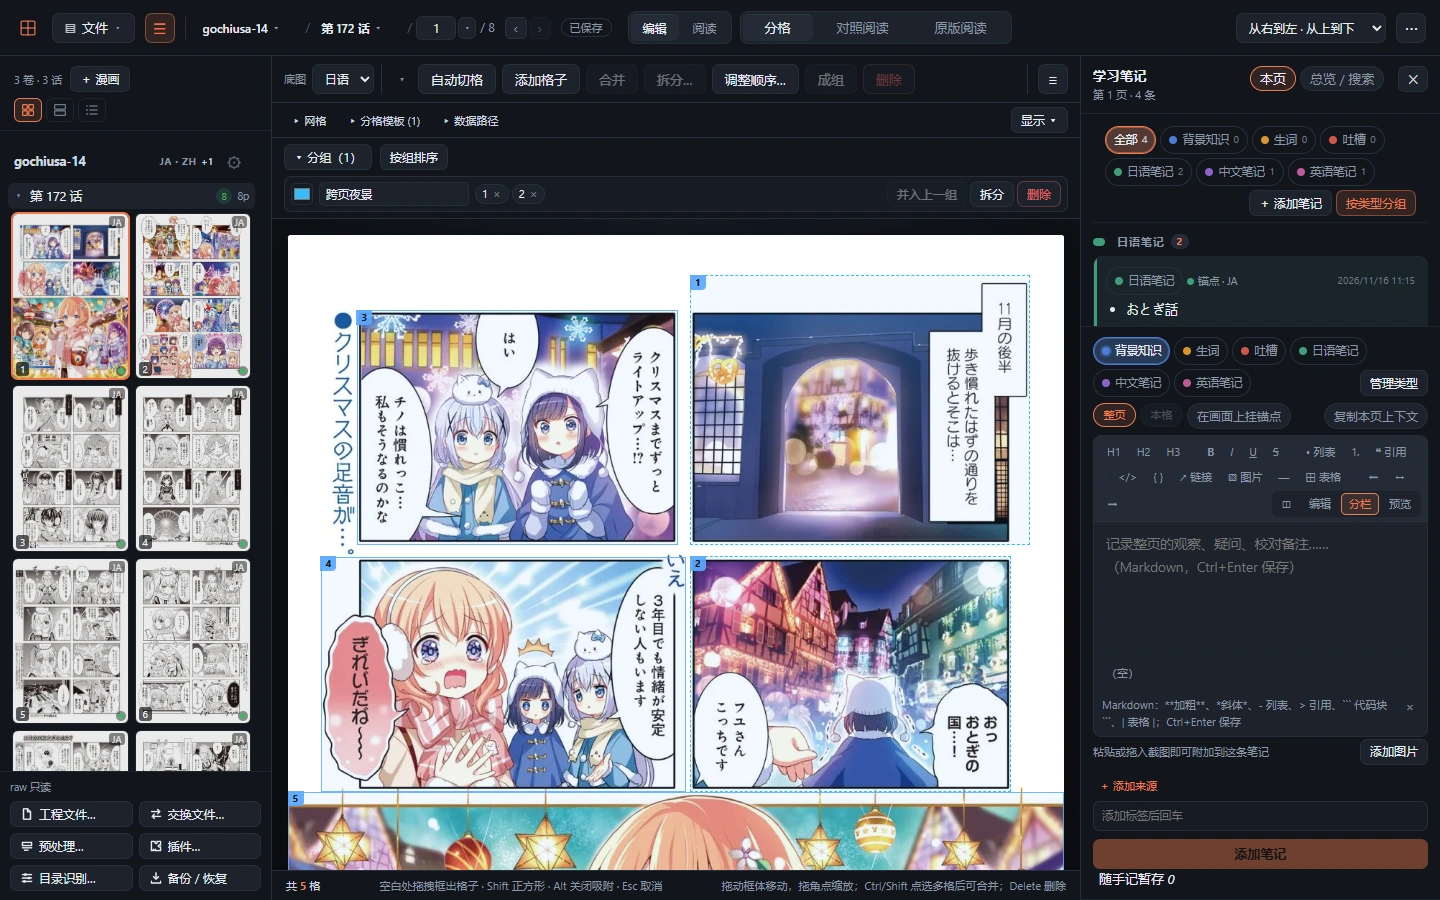 文件
gochiusa-14
/
第 172 话
/
1
/ 8
已保存
编辑
阅读
分格
对照阅读
原版阅读
从右到左 · 从上到下
3 卷 · 3 话
+ 漫画
gochiusa-14
JA · ZH +1
第 172 话
8
8p
JA
1
JA
2
JA
3
JA
4
JA
5
JA
6
JA
JA
raw 只读
工程文件...
交换文件...
预处理...
插件...
目录识别...
备份 / 恢复
底图
日语
自动切格
添加格子
合并
拆分...
调整顺序...
成组
删除
网格
分格模板 (1)
数据路径
显示
分组 (1)
按组排序
跨页夜景
1 ×
2 ×
并入上一组
拆分
删除
1
11月の後半
歩き慣れたはずの通りを
抜けるとそこは…
2
おっ
おとぎの
国…！
フユさん
こっちです
●クリスマスの足音が…。
3
クリスマスまでずっと
ライトアップ…!?
はい
チノは慣れっこ…
私もそうなるのかな
4
いえ
3年目でも情緒が安定
しない人もいます
ぎれいだね〜〜
5
共 5 格
空白处拖拽框出格子 · Shift 正方形 · Alt 关闭吸附 · Esc 取消
拖动框体移动，拖角点缩放；Ctrl/Shift 点选多格后可合并；Delete 删除
学习笔记
第 1 页 · 4 条
本页
总览 / 搜索
全部 4
背景知识 0
生词 0
吐槽 0
日语笔记 2
中文笔记 1
英语笔记 1
+ 添加笔记
按类型分组
日语笔记 2
日语笔记
锚点 · JA
2026/11/16 11:15
• おとぎ話
背景知识
生词
吐槽
日语笔记
中文笔记
英语笔记
管理类型
整页
本格
在画面上挂锚点
复制本页上下文
H1 H2 H3 B I U S • 列表 1. ❝ 引用
</> { } ↗ 链接 图片 — 田 表格 ⬅ ↔
➡ 编辑 分栏 预览
记录整页的观察、疑问、校对备注……
（Markdown，Ctrl+Enter 保存）
（空）
Markdown：**加粗**、*斜体*、- 列表、> 引用、``` 代码块
```、| 表格 |；Ctrl+Enter 保存
粘贴或拖入截图即可附加到这条笔记
添加图片
+ 添加来源
添加标签后回车
添加笔记
随手记暂存 0